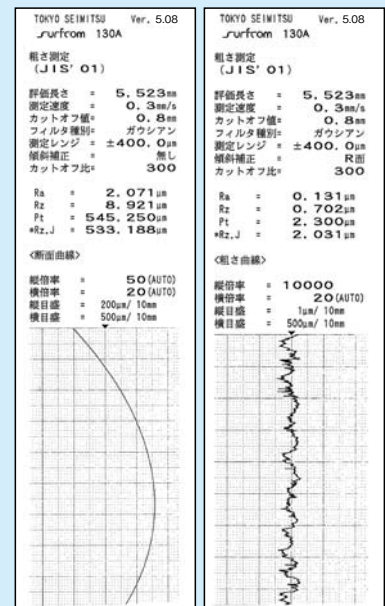 TOKYO SEIMITSU Ver. 5.08
surfcom 130A
粗さ測定
(JIS' 01)
評価長さ = 5. 523mm
測定速度 = 0. 3mm/s
カットオフ値= 0. 8mm
フィルタ種別= ガウシアン
測定レンジ = ±400. 0μm
傾斜補正 = 無し
カットオフ比= 300
Ra = 2. 071μm
Rz = 8. 921μm
Pt = 545. 250μm
*Rz.J = 533. 188μm
<断面曲線>
縦倍率 = 50(AUTO)
横倍率 = 20(AUTO)
縦目盛 = 200μm/ 10mm
横目盛 = 500μm/ 10mm
TOKYO SEIMITSU Ver. 5.08
surfcom 130A
粗さ測定
(JIS' 01)
評価長さ = 5. 523mm
測定速度 = 0. 3mm/s
カットオフ値= 0. 8mm
フィルタ種別= ガウシアン
測定レンジ = ±400. 0μm
傾斜補正 = R面
カットオフ比= 300
Ra = 0. 131μm
Rz = 0. 702μm
Pt = 2. 300μm
*Rz.J = 2. 031μm
<粗さ曲線>
縦倍率 = 10000
横倍率 = 20(AUTO)
縦目盛 = 1μm/ 10mm
横目盛 = 500μm/ 10mm